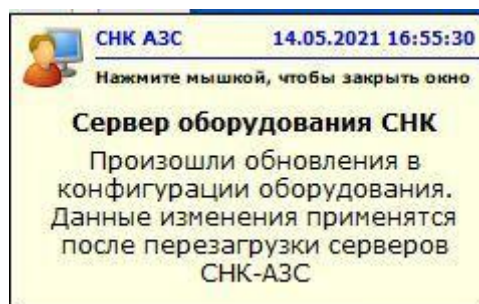 СНК АЗС 14.05.2021 16:55:30
Нажмите мышкой, чтобы закрыть окно
Сервер оборудования СНК
Произошли обновления в
конфигурации оборудования.
Данные изменения применятся
после перезагрузки серверов
СНК-АЗС